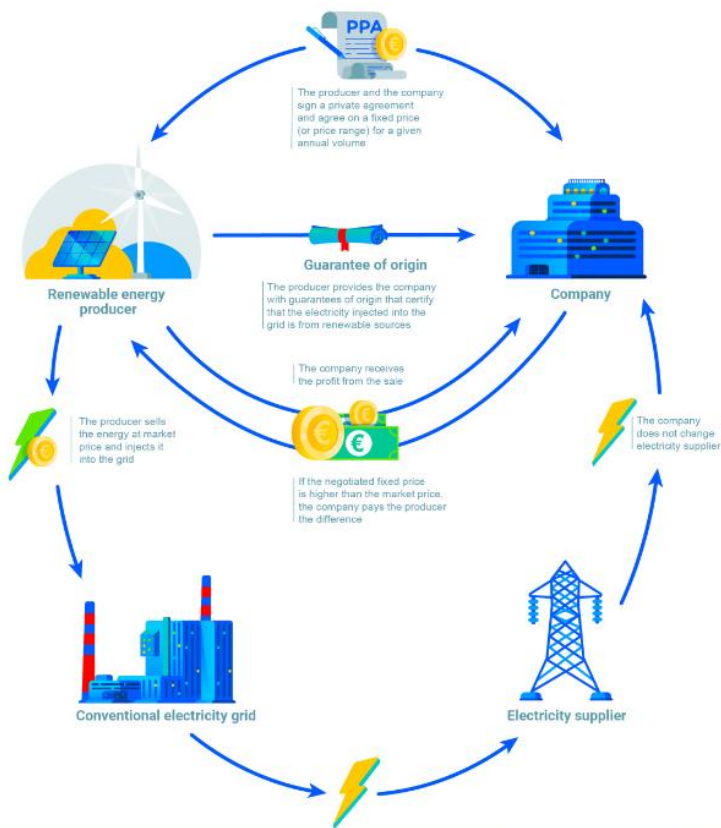 PPA
The producer and the company
sign a private agreement
and agree on a fixed price
(or price range) for a given
annual volume
Guarantee of origin
Renewable energy
producer
Company
The producer provides the company
with guarantees of origin that certify
that the electricity injected into the
grid is from renewable sources
The company receives
the profit from the sale
The producer sells
the energy at market
price and injects it
into the grid
The company
does not change
electricity supplier
€
€
€
€
€
If the negotiated fixed price
is higher than the market price,
the company pays the producer
the difference
Conventional electricity grid
Electricity supplier